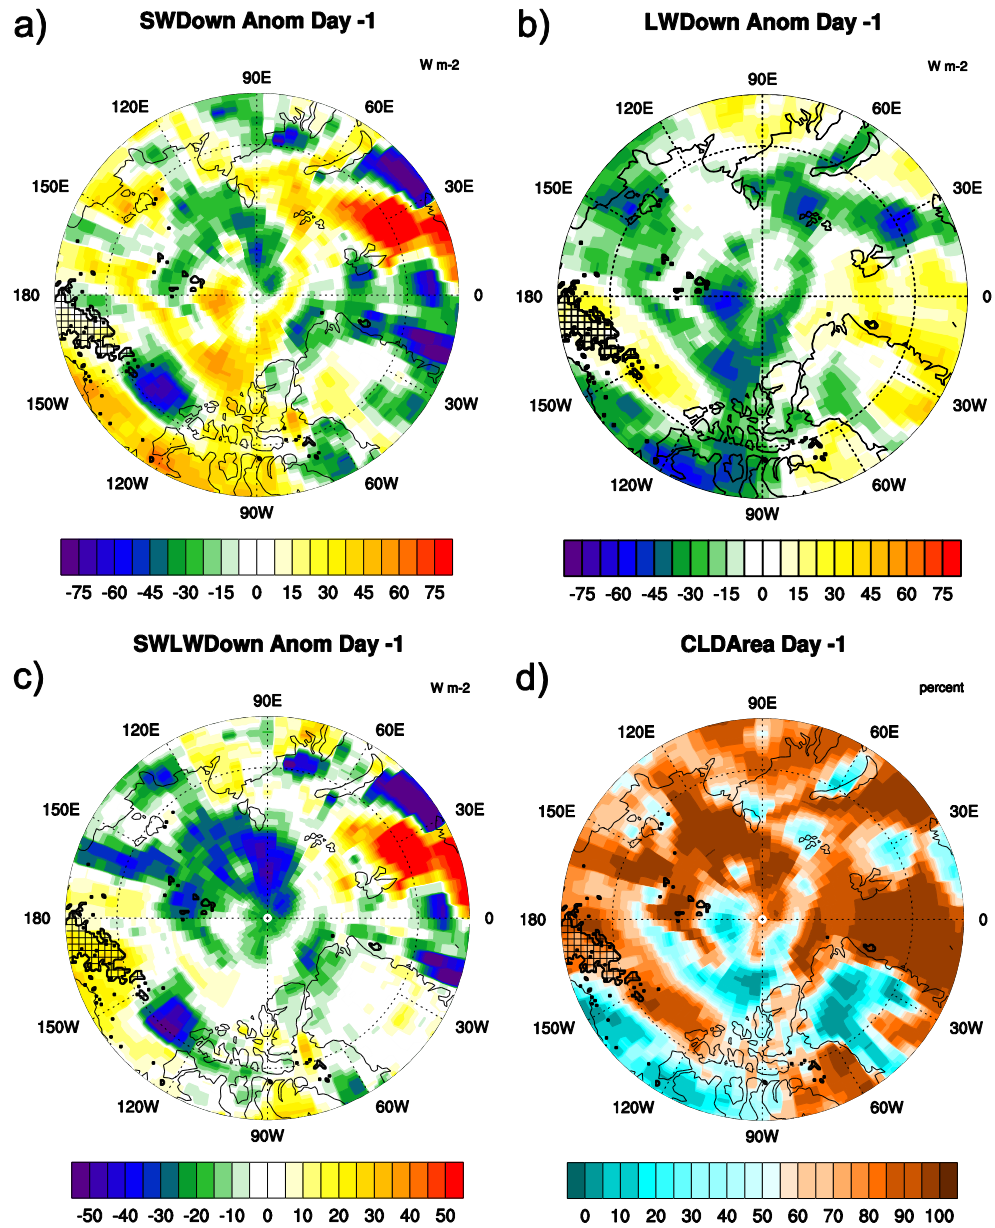 a) SWDown Anom Day -1
W m-2
90E
120E 60E
150E 30E
180 0
150W 30W
120W 60W
90W
-75 -60 -45 -30 -15 0 15 30 45 60 75
b) LWDown Anom Day -1
W m-2
90E
120E 60E
150E 30E
180 0
150W 30W
120W 60W
90W
-75 -60 -45 -30 -15 0 15 30 45 60 75
c) SWLWDown Anom Day -1
W m-2
90E
120E 60E
150E 30E
180 0
150W 30W
120W 60W
90W
-50 -40 -30 -20 -10 0 10 20 30 40 50
d) CLDArea Day -1
percent
90E
120E 60E
150E 30E
180 0
150W 30W
120W 60W
90W
0 10 20 30 40 50 60 70 80 90 100